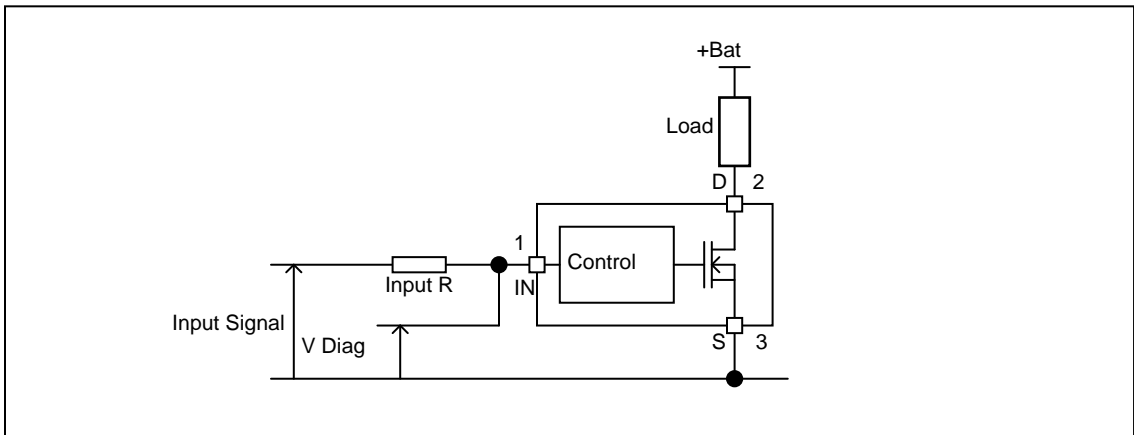 +Bat
Load
D 2
1
Control
Input R
IN
Input Signal
V Diag
S 3